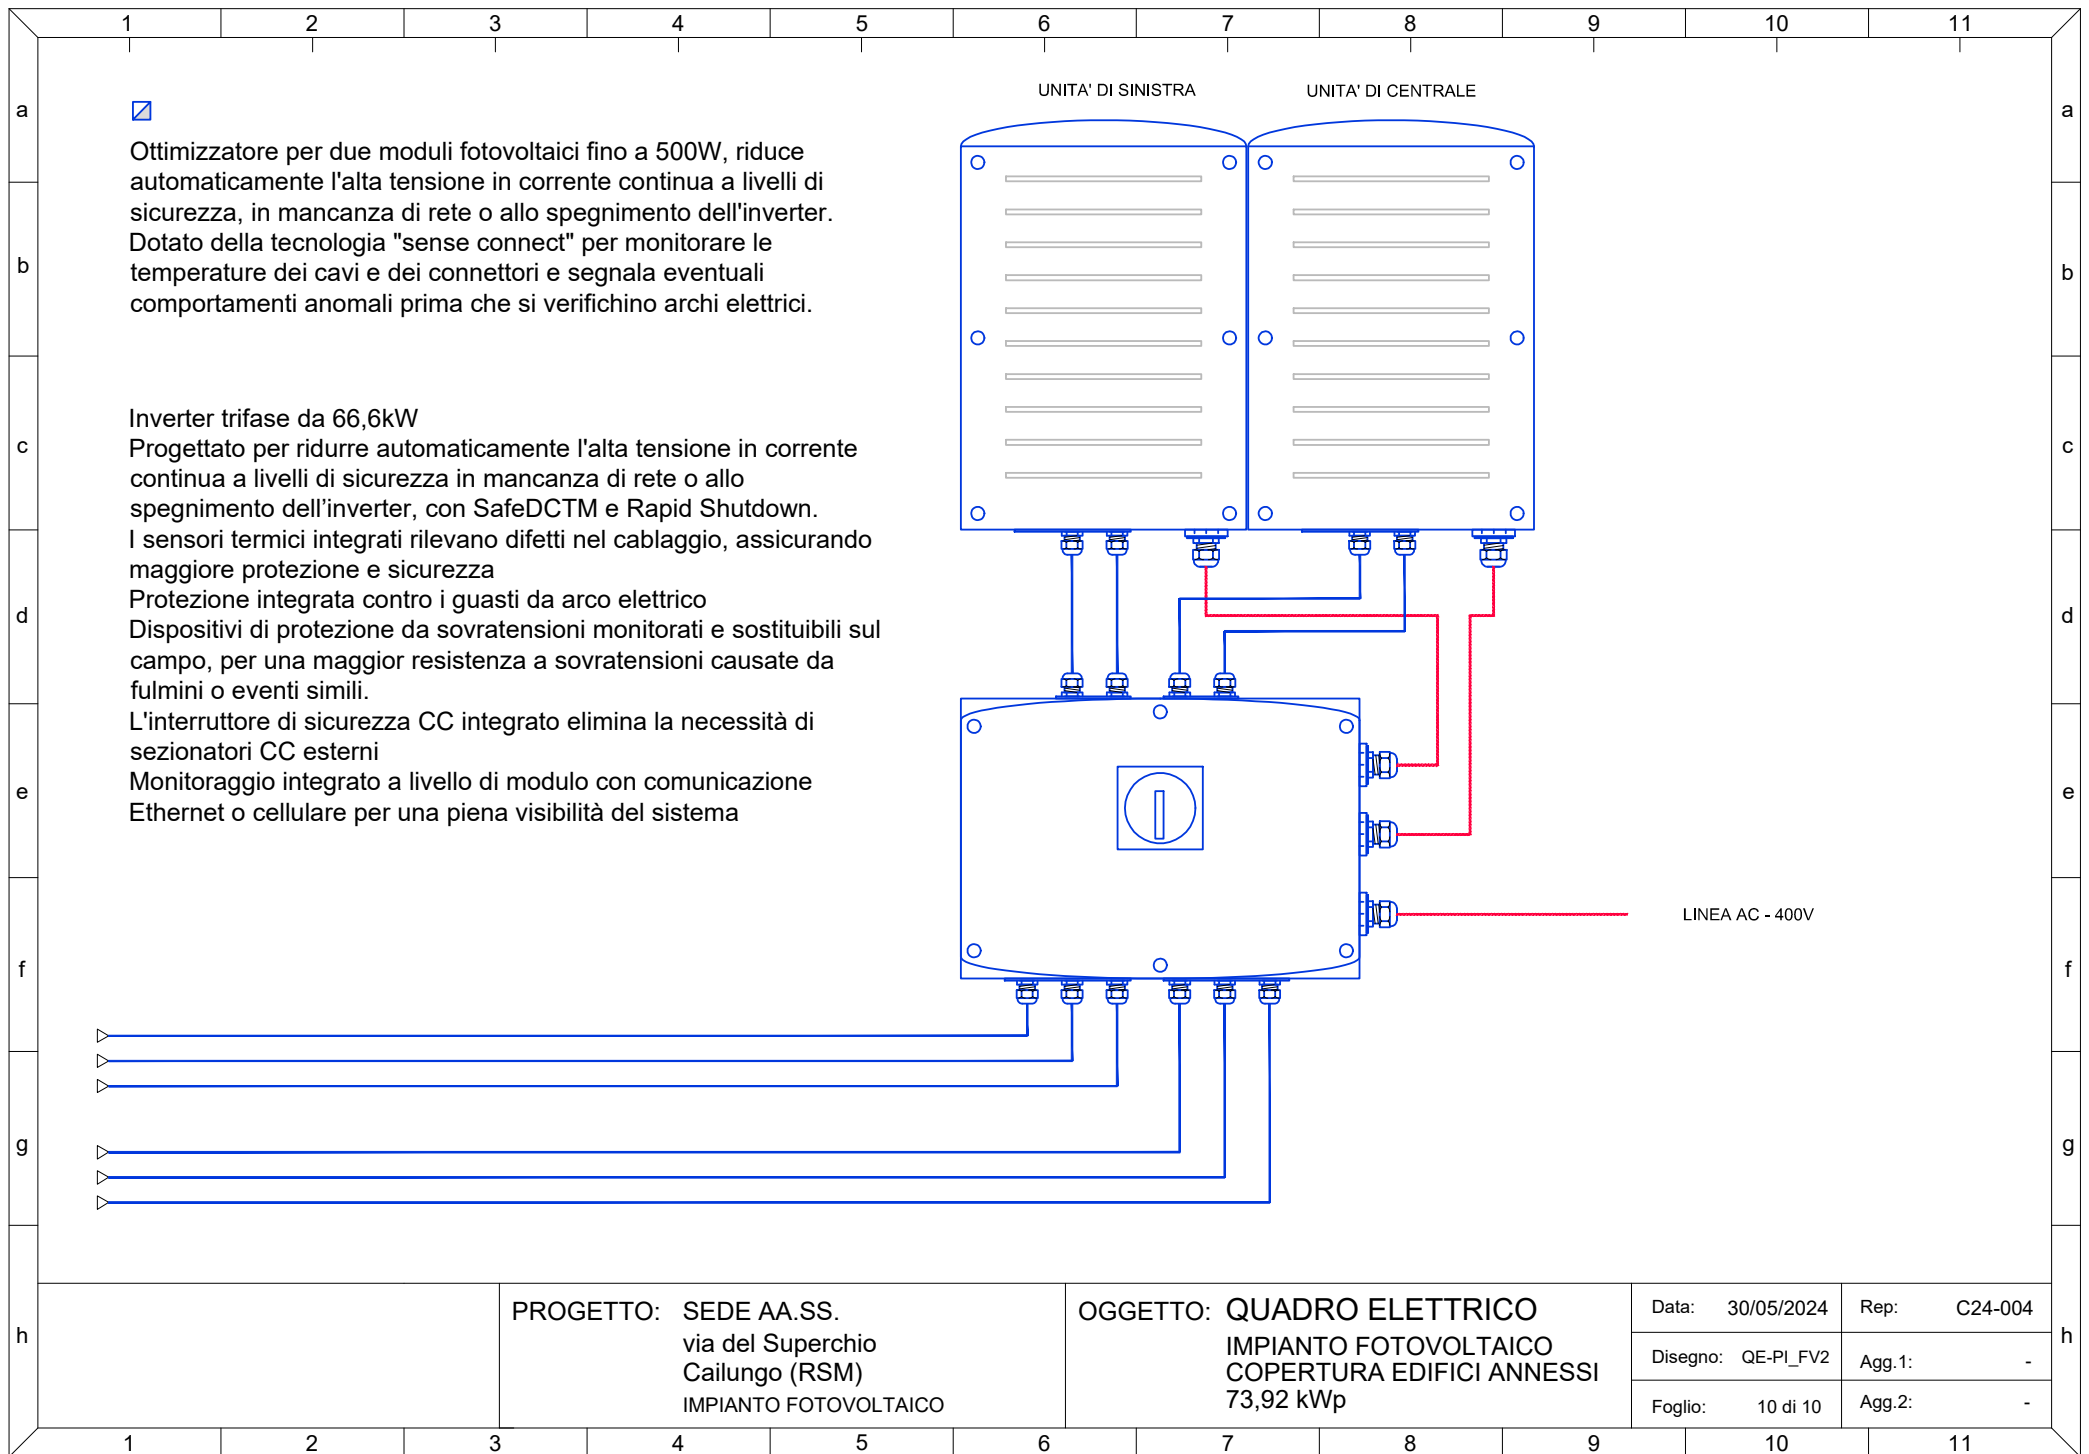 1 2 3 4 5 6 7 8 9 10 11
a a
b b
c c
d d
e e
f f
g g
h h
UNITA' DI SINISTRA
UNITA' DI CENTRALE
Ottimizzatore per due moduli fotovoltaici fino a 500W, riduce
automaticamente l'alta tensione in corrente continua a livelli di
sicurezza, in mancanza di rete o allo spegnimento dell'inverter.
Dotato della tecnologia "sense connect" per monitorare le
temperature dei cavi e dei connettori e segnala eventuali
comportamenti anomali prima che si verifichino archi elettrici.
Inverter trifase da 66,6kW
Progettato per ridurre automaticamente l'alta tensione in corrente
continua a livelli di sicurezza in mancanza di rete o allo
spegnimento dell’inverter, con SafeDCTM e Rapid Shutdown.
I sensori termici integrati rilevano difetti nel cablaggio, assicurando
maggiore protezione e sicurezza
Protezione integrata contro i guasti da arco elettrico
Dispositivi di protezione da sovratensioni monitorati e sostituibili sul
campo, per una maggior resistenza a sovratensioni causate da
fulmini o eventi simili.
L'interruttore di sicurezza CC integrato elimina la necessità di
sezionatori CC esterni
Monitoraggio integrato a livello di modulo con comunicazione
Ethernet o cellulare per una piena visibilità del sistema
LINEA AC - 400V
PROGETTO: SEDE AA.SS.
via del Superchio
Cailungo (RSM)
IMPIANTO FOTOVOLTAICO
OGGETTO: QUADRO ELETTRICO
IMPIANTO FOTOVOLTAICO
COPERTURA EDIFICI ANNESSI
73,92 kWp
Data: 30/05/2024 Rep: C24-004
Disegno: QE-PI_FV2 Agg.1: -
Foglio: 10 di 10 Agg.2: -
1 2 3 4 5 6 7 8 9 10 11